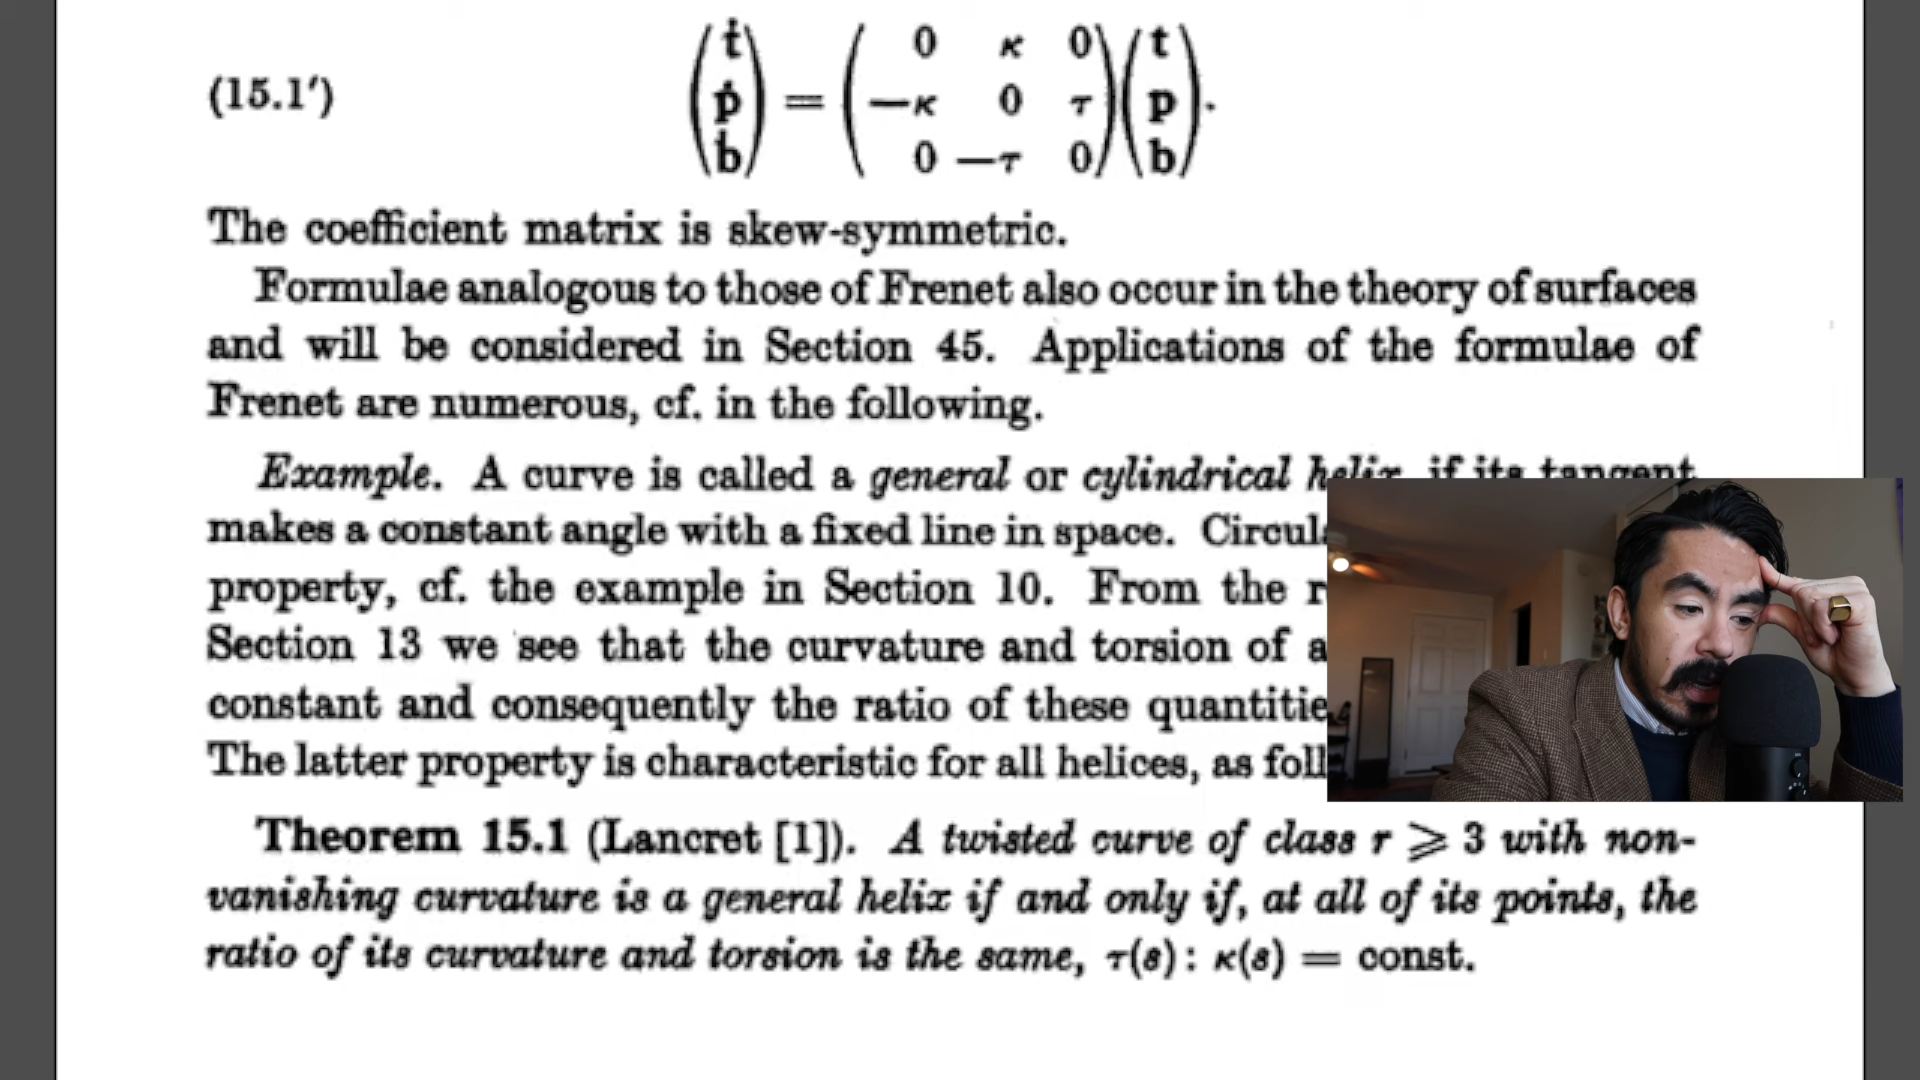 (15.1′) (ṫ ṗ ḃ) = (0 κ 0 −κ 0 τ 0 −τ 0)(t p b).
The coefficient matrix is skew-symmetric.
Formulae analogous to those of Frenet also occur in the theory of surfaces
and will be considered in Section 45. Applications of the formulae of
Frenet are numerous, cf. in the following.
Example. A curve is called a general or cylindrical helix, if its tangent
makes a constant angle with a fixed line in space.
property, cf. the example in Section 10. From the
Section 13 we see that the curvature and torsion of
constant and consequently the ratio of these
The latter property is characteristic for all helices, as
Theorem 15.1 (Lancret [1]). A twisted curve of class r ⩾ 3 with non-
vanishing curvature is a general helix if and only if, at all of its points, the
ratio of its curvature and torsion is the same, τ(s) : κ(s) = const.